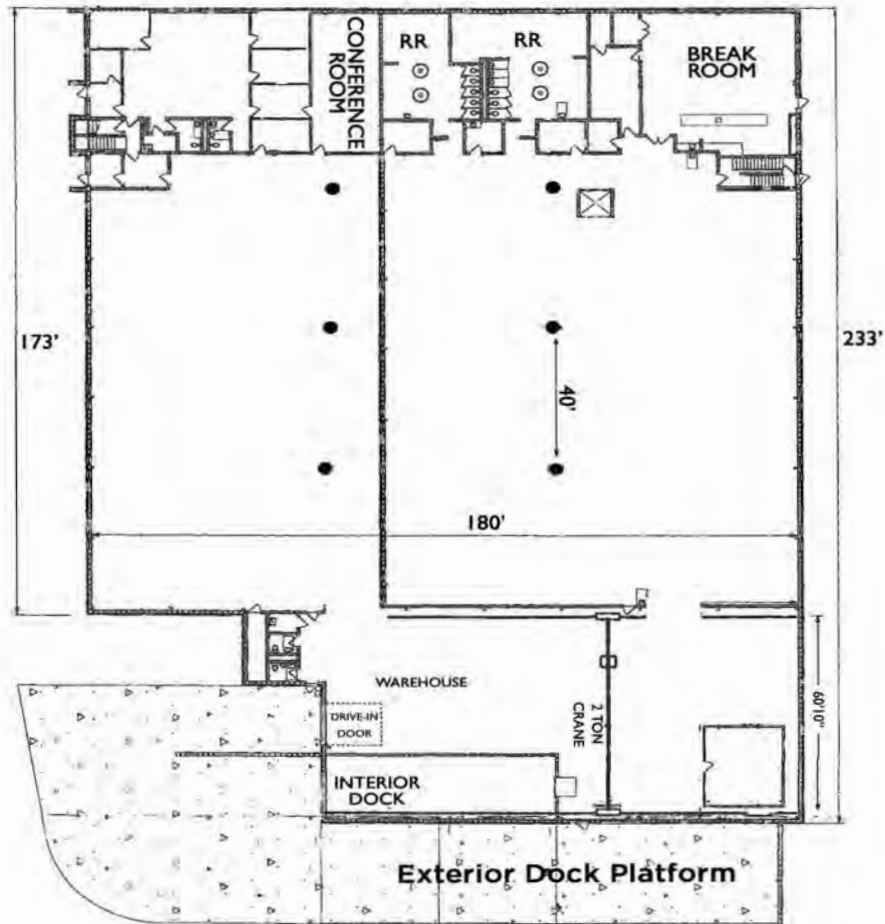 CONFERENCE
ROOM
RR
RR
BREAK
ROOM
173'
233'
40'
180'
WAREHOUSE
DRIVE-IN
DOOR
2 TON
CRANE
60'10"
INTERIOR
DOCK
Exterior Dock Platform